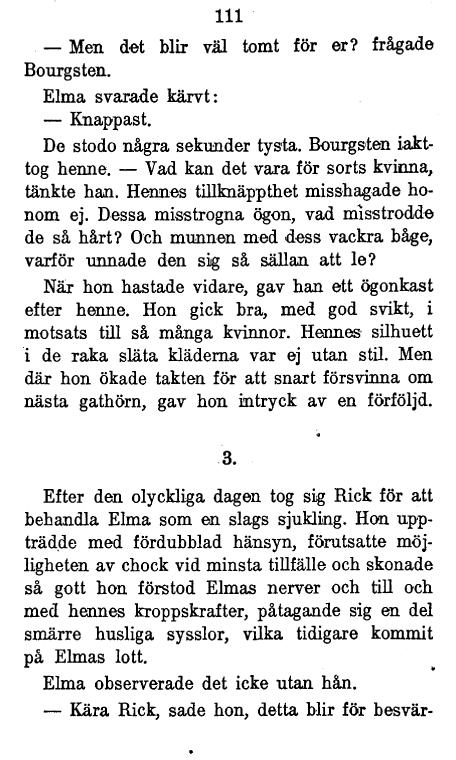 111
— Men det blir väl tomt för er? frågade
Bourgsten.
Elma svarade kärvt:
— Knappast.
De stodo några sekunder tysta. Bourgsten iakt-
tog henne. — Vad kan det vara för sorts kvinna,
tänkte han. Hennes tillknäppthet misshagade ho-
nom ej. Dessa misstrogna ögon, vad misstrodde
de så hårt? Och munnen med dess vackra båge,
varför unnade den sig så sällan att le?
När hon hastade vidare, gav han ett ögonkast
efter henne. Hon gick bra, med god svikt, i
motsats till så många kvinnor. Hennes silhuett
i de raka släta kläderna var ej utan stil. Men
där hon ökade takten för att snart försvinna om
nästa gathörn, gav hon intryck av en förföljd.
3.
Efter den olyckliga dagen tog sig Rick för att
behandla Elma som en slags sjukling. Hon upp-
trädde med fördubblad hänsyn, förutsatte möj-
ligheten av chock vid minsta tillfälle och skonade
så gott hon förstod Elmas nerver och till och
med hennes kroppskrafter, påtagande sig en del
smärre husliga sysslor, vilka tidigare kommit
på Elmas lott.
Elma observerade det icke utan hån.
— Kära Rick, sade hon, detta blir för besvär-